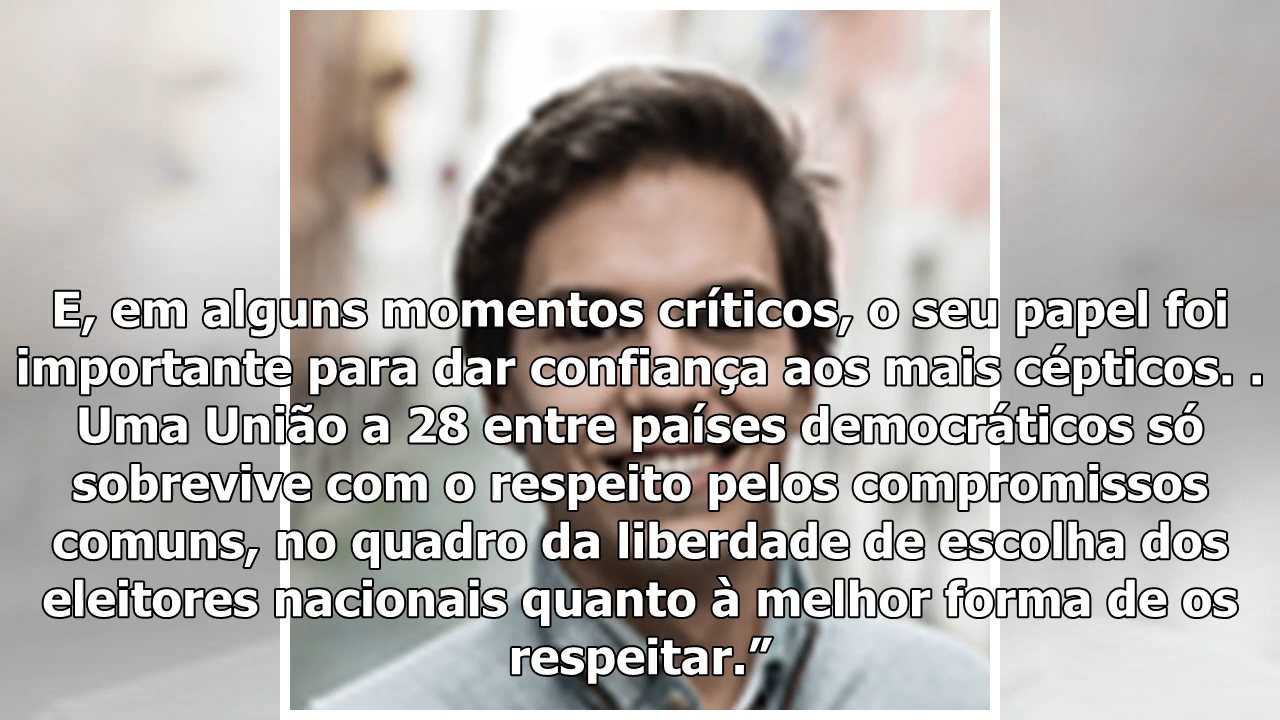 E, em alguns momentos críticos, o seu papel foi
importante para dar confiança aos mais cépticos. .
Uma União a 28 entre países democráticos só
sobrevive com o respeito pelos compromissos
comuns, no quadro da liberdade de escolha dos
eleitores nacionais quanto à melhor forma de os
respeitar.”